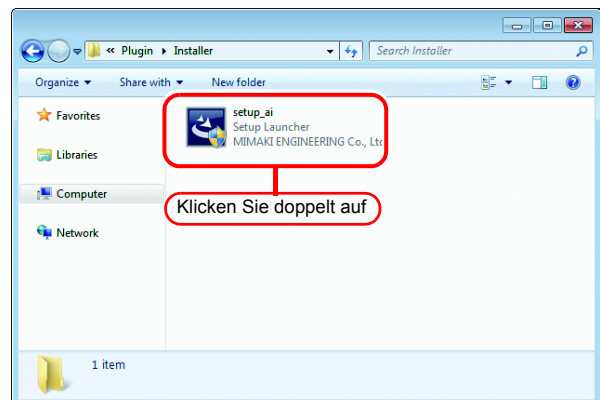 « Plugin ▸ Installer
Search Installer
Organize ▼ Share with ▼ New folder
Favorites
Libraries
Computer
Network
setup_ai
Setup Launcher
MIMAKI ENGINEERING Co., Ltd
Klicken Sie doppelt auf
1 item